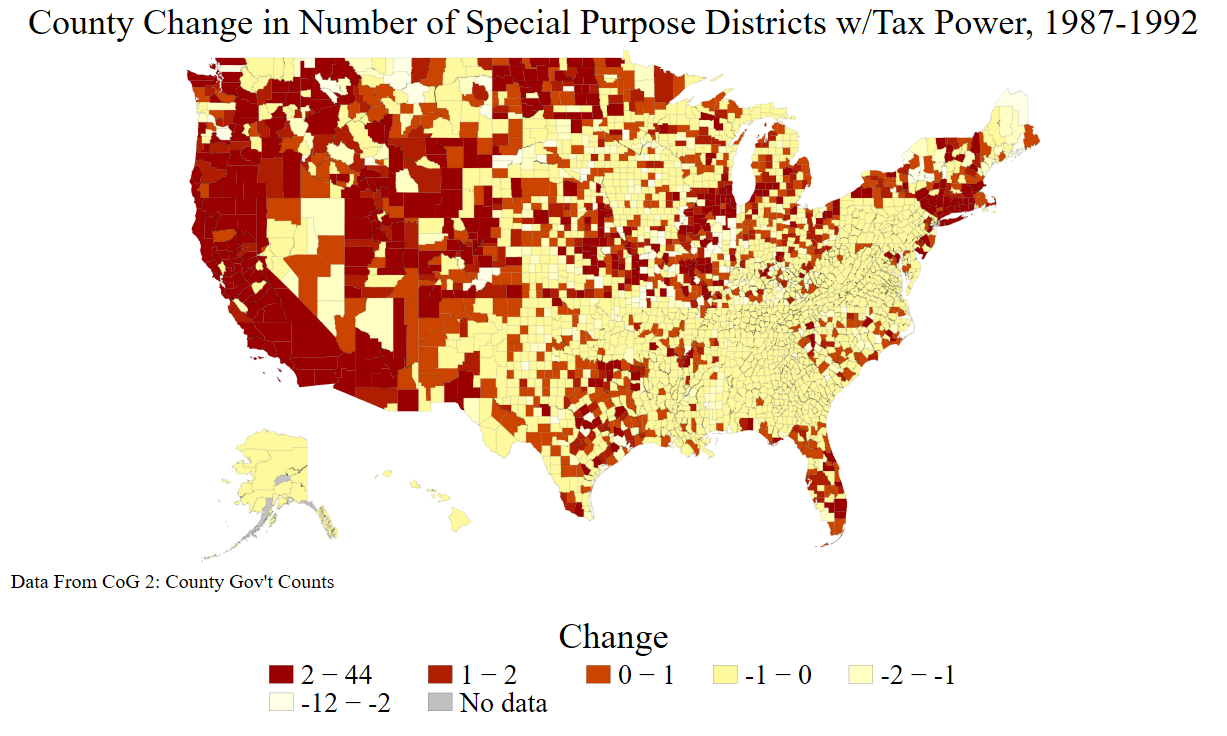 County Change in Number of Special Purpose Districts w/Tax Power, 1987-1992
Data From CoG 2: County Gov't Counts
Change
2 − 44 1 − 2 0 − 1 -1 − 0 -2 − -1
-12 − -2 No data